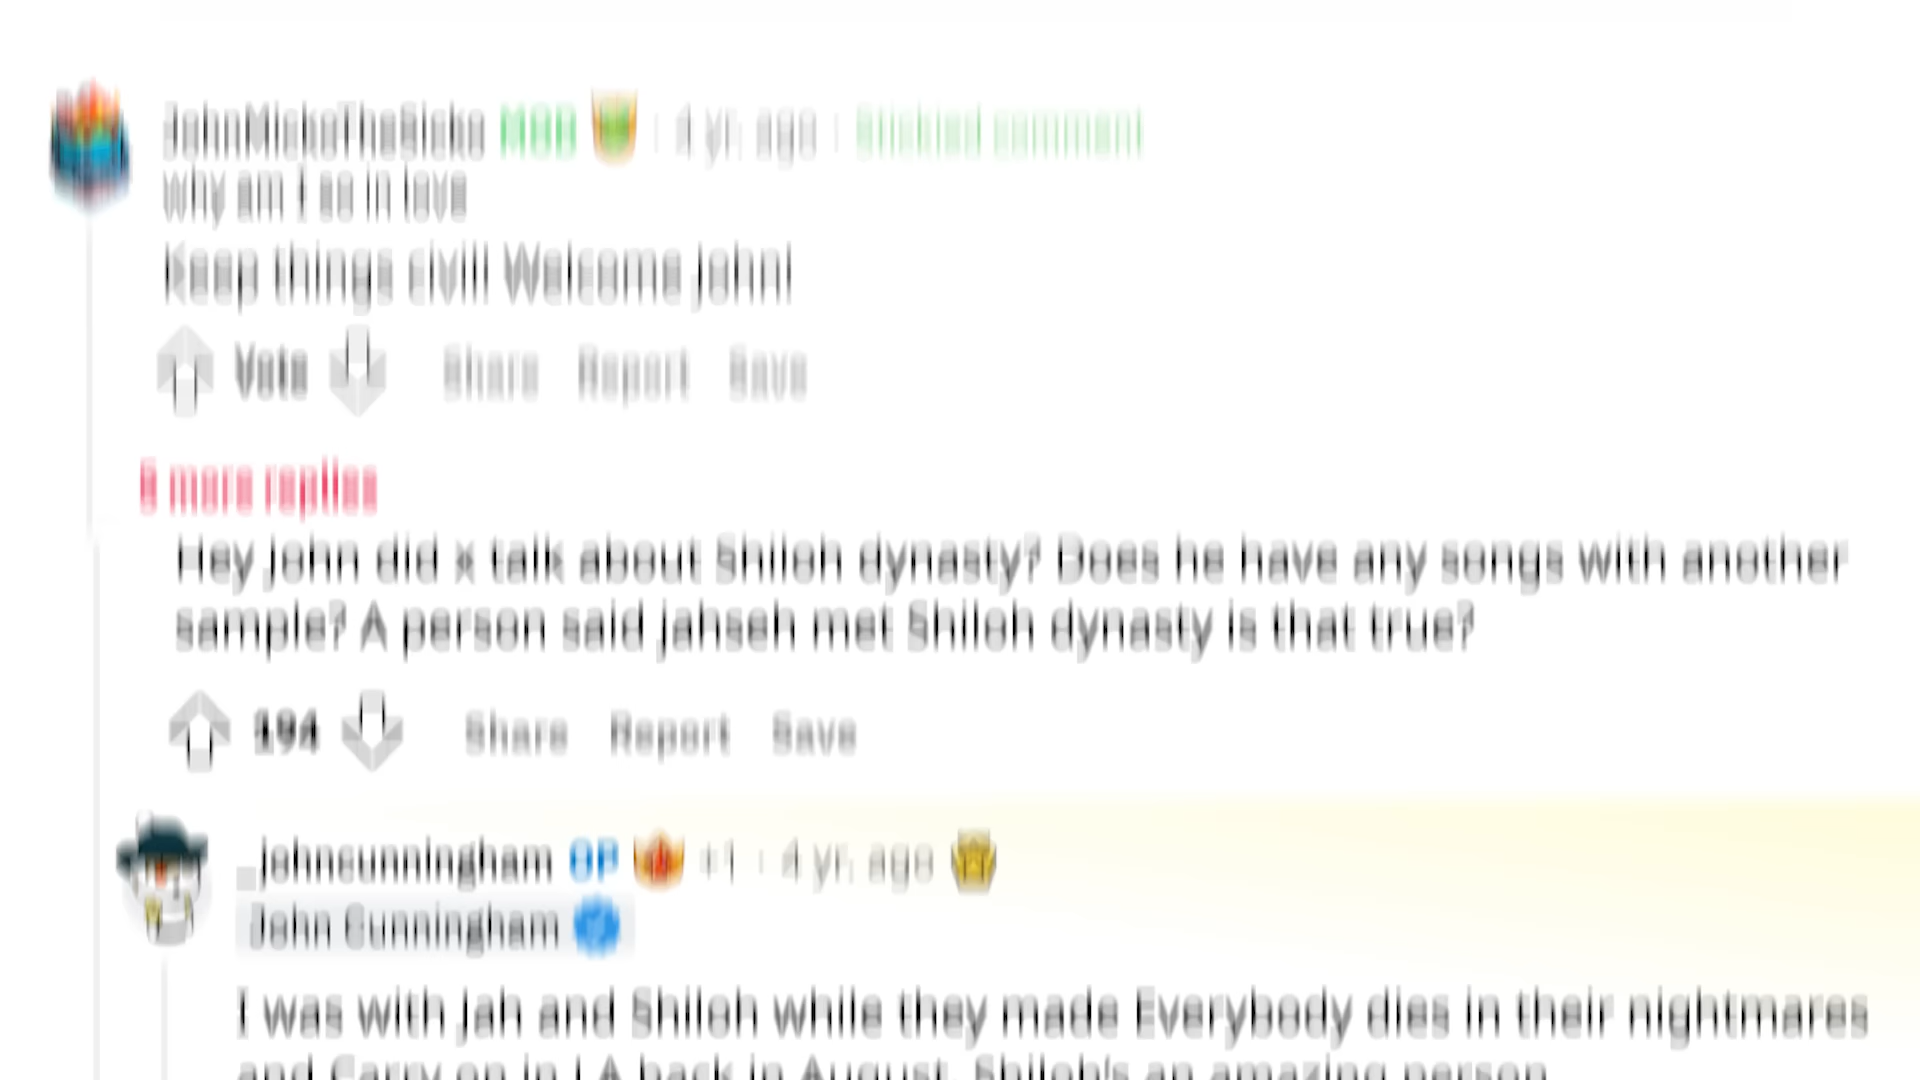 JohnMickoTheSicko MOD · 4 yr. ago · Stickied comment
why am I so in love
Keep things civil! Welcome John!
Vote Share Report Save
6 more replies
Hey John did x talk about Shiloh dynasty? Does he have any songs with another
sample? A person said jahseh met Shiloh dynasty is that true?
194 Share Report Save
_johncunningham OP +1 · 4 yr. ago
John Cunningham
I was with Jah and Shiloh while they made Everybody dies in their nightmares
and Carry on in LA back in August. Shiloh's an amazing person